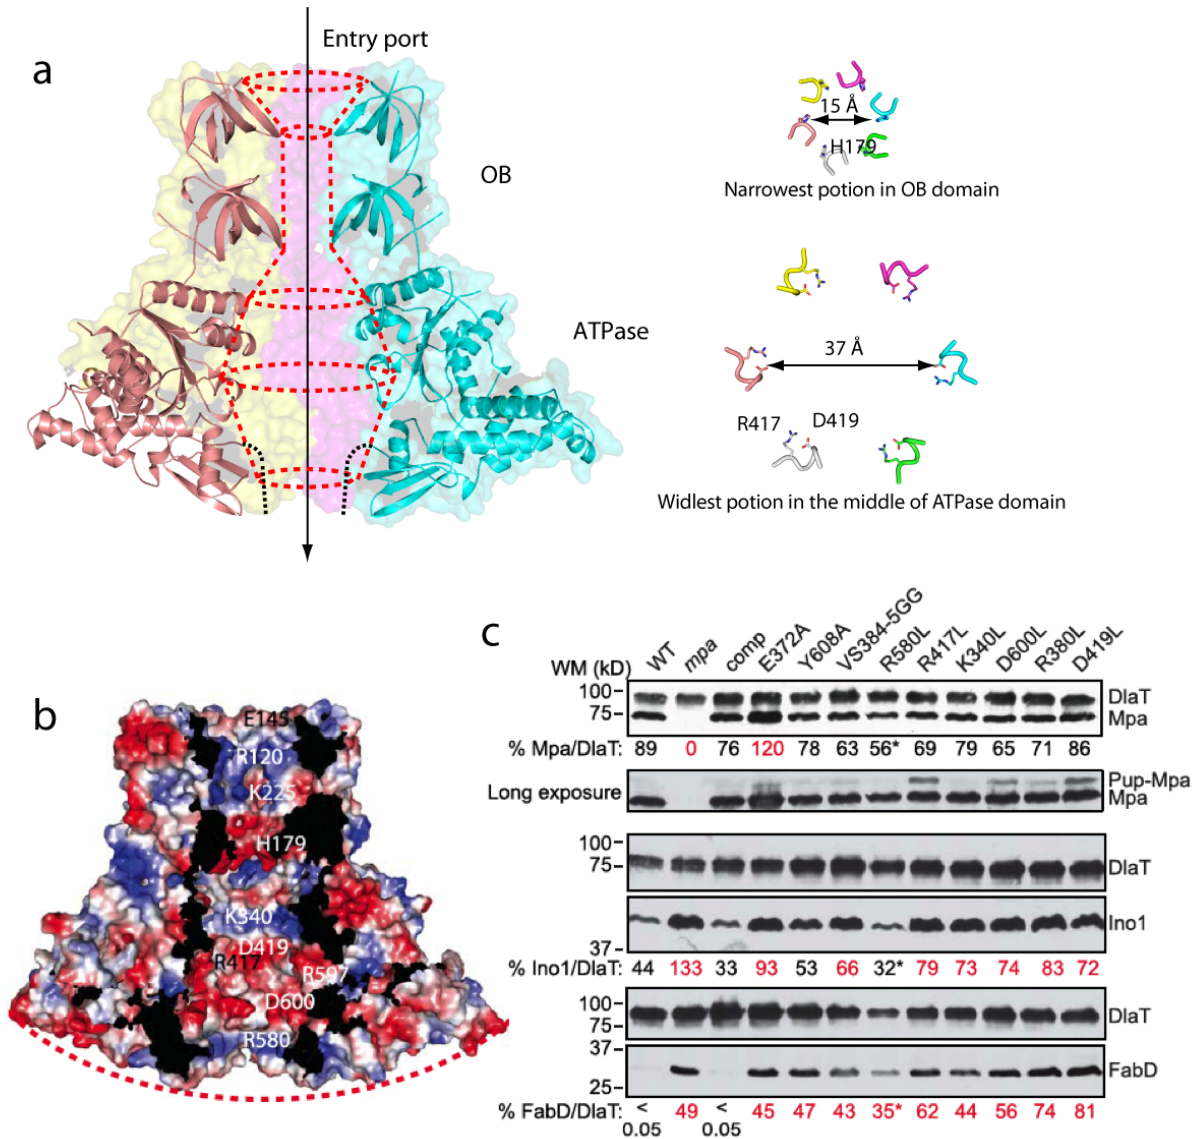 a
Entry port
OB
ATPase
15 Å
H179
Narrowest potion in OB domain
37 Å
R417
D419
Widlest potion in the middle of ATPase domain
b
E145
R120
K225
H179
K340
D419
R417
R597
D600
R580
c
WM (kD)
WT
mpa
comp
E372A
Y608A
VS384-5GG
R580L
R417L
K340L
D600L
R380L
D419L
100
75
DlaT
Mpa
% Mpa/DlaT: 89 0 76 120 78 63 56* 69 79 65 71 86
Long exposure
Pup-Mpa
Mpa
100
75
DlaT
37
Ino1
% Ino1/DlaT: 44 133 33 93 53 66 32* 79 73 74 83 72
100
75
DlaT
37
25
FabD
% FabD/DlaT: < 49 < 45 47 43 35* 62 44 56 74 81
0.05 0.05